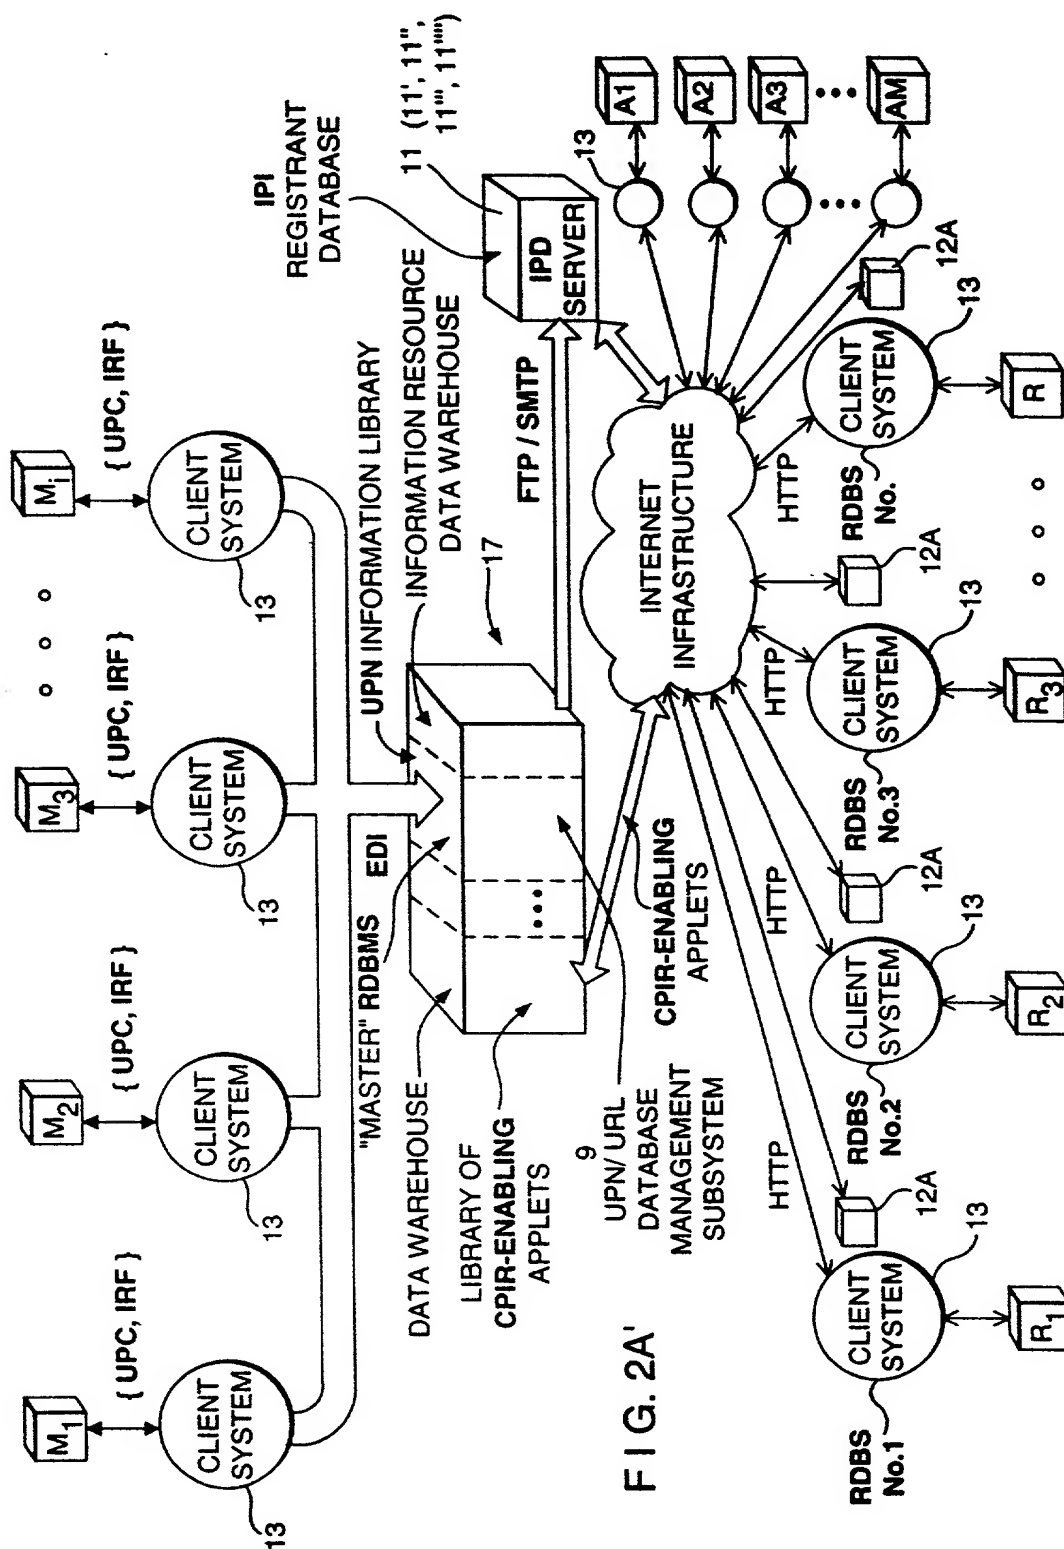 M1
{ UPC, IRF }
CLIENT
SYSTEM
13
M2
{ UPC, IRF }
CLIENT
SYSTEM
13
M3
{ UPC, IRF }
CLIENT
SYSTEM
13
Mi
{ UPC, IRF }
CLIENT
SYSTEM
13
DATA WAREHOUSE
"MASTER" RDBMS
EDI
UPN INFORMATION LIBRARY
INFORMATION RESOURCE
DATA WAREHOUSE
17
IPI
REGISTRANT
DATABASE
11 (11', 11",
11''', 11'''')
IPD
SERVER
LIBRARY OF
CPIR-ENABLING
APPLETS
9
UPN/ URL
DATABASE
MANAGEMENT
SUBSYSTEM
CPIR-ENABLING
APPLETS
FTP / SMTP
INTERNET
INFRASTRUCTURE
13
A1
A2
A3
AM
FIG. 2A'
HTTP
HTTP
HTTP
HTTP
RDBS
No.1
CLIENT
SYSTEM
12A
13
R1
RDBS
No.2
CLIENT
SYSTEM
12A
13
R2
RDBS
No.3
CLIENT
SYSTEM
12A
13
R3
RDBS
No.
CLIENT
SYSTEM
12A
13
R